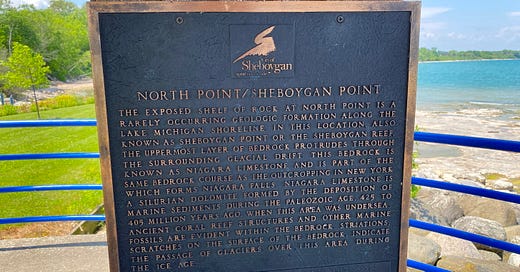 Sheboygan
NORTH POINT/SHEBOYGAN POINT
THE EXPOSED SHELF OF ROCK AT NORTH POINT IS A
RARELY OCCURRING GEOLOGIC FORMATION ALONG THE
LAKE MICHIGAN SHORELINE IN THIS LOCATION. ALSO
KNOWN AS SHEBOYGAN POINT OR THE SHEBOYGAN REEF,
THE UPPERMOST LAYER OF BEDROCK PROTRUDES THROUGH
THE SURROUNDING GLACIAL DRIFT. THIS BEDROCK IS
KNOWN AS NIAGARA LIMESTONE AND IS PART OF THE
SAME BEDROCK COURSE AS THE OUTCROPPING IN NEW YORK
WHICH FORMS NIAGARA FALLS. NIAGARA LIMESTONE IS
A SILURIAN DOLOMITE FORMED BY THE DEPOSITION OF
MARINE SEDIMENTS DURING THE PALEOZOIC AGE 425 TO
405 MILLION YEARS AGO, WHEN THIS AREA WAS UNDERSEA.
ANCIENT CORAL REEF STRUCTURES AND OTHER MARINE
FOSSILS ARE EVIDENT WITHIN THE BEDROCK. STRIATIONS,
SCRATCHES ON THE SURFACE OF THE BEDROCK, INDICATE
THE PASSAGE OF GLACIERS OVER THIS AREA DURING
THE ICE AGE.